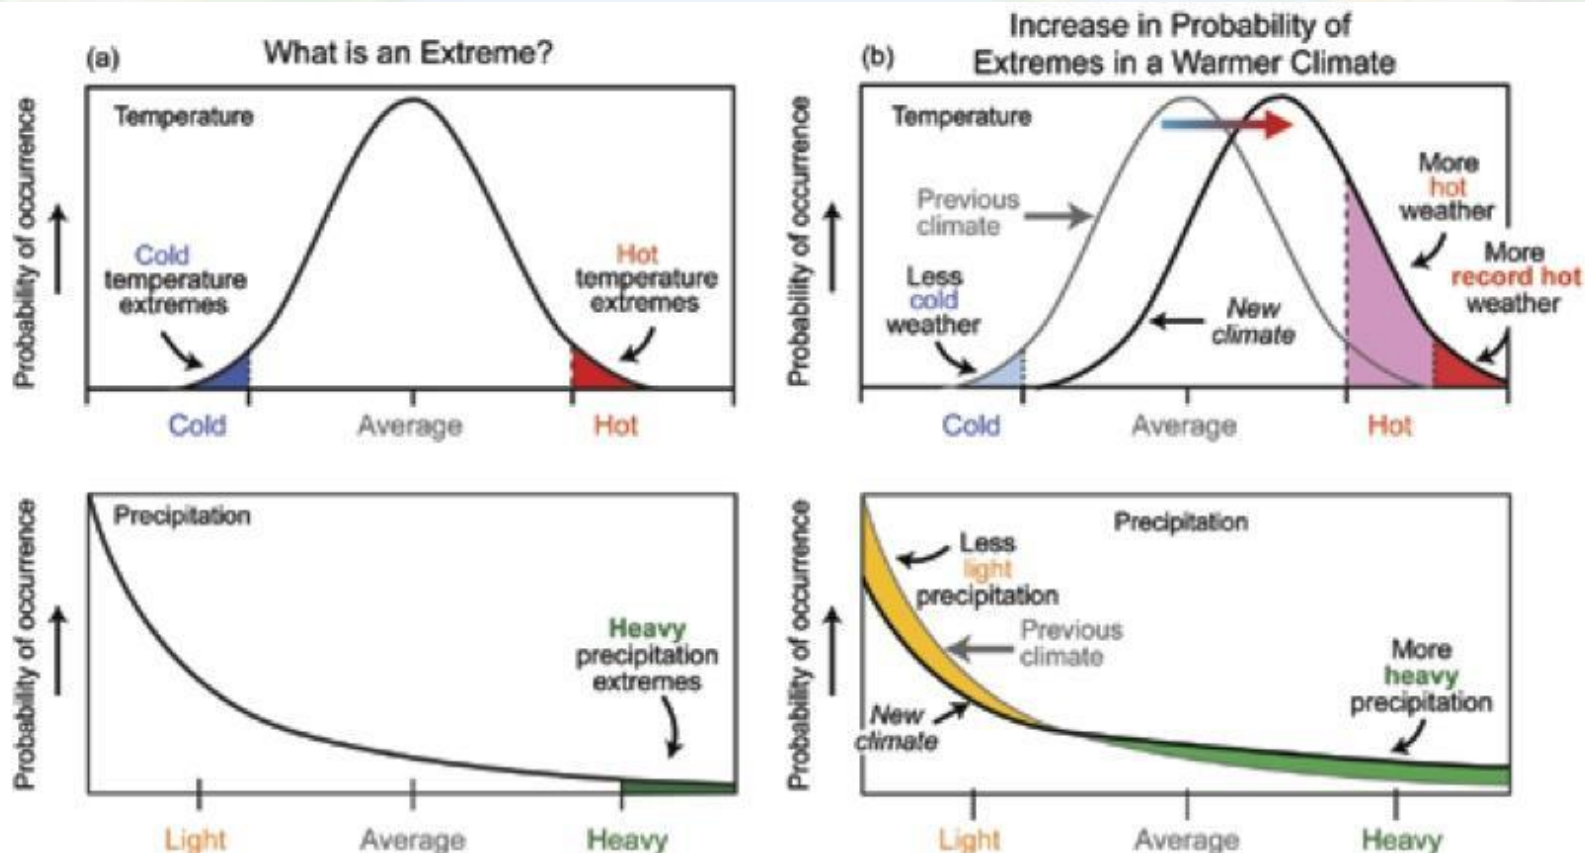 (a)
What is an Extreme?
Probability of occurrence
Temperature
Cold
temperature
extremes
Hot
temperature
extremes
Cold
Average
Hot
(b)
Increase in Probability of
Extremes in a Warmer Climate
Probability of occurrence
Temperature
Previous
climate
Less
cold
weather
New
climate
More
hot
weather
More
record hot
weather
Cold
Average
Hot
Probability of occurrence
Precipitation
Heavy
precipitation
extremes
Light
Average
Heavy
Probability of occurrence
Precipitation
Less
light
precipitation
Previous
climate
New
climate
More
heavy
precipitation
Light
Average
Heavy